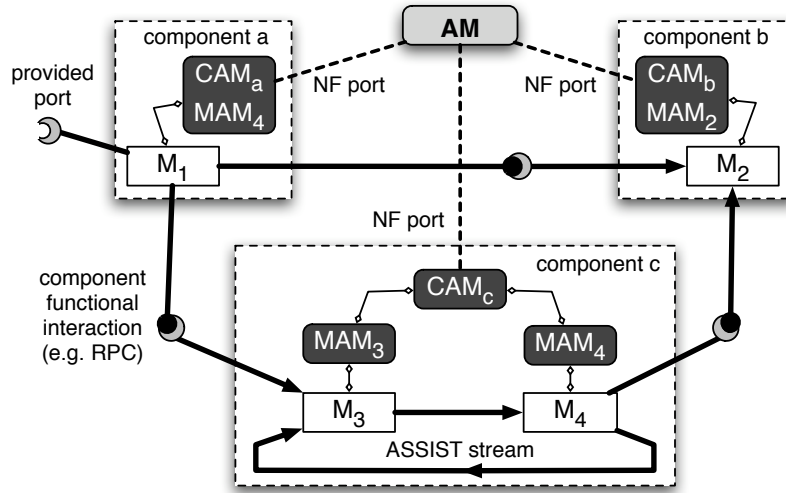 component a
AM
component b
provided
port
CAMa
MAM4
NF port
NF port
CAMb
MAM2
M1
M2
NF port
component c
component
functional
interaction
(e.g. RPC)
CAMc
MAM3
MAM4
M3
M4
ASSIST stream